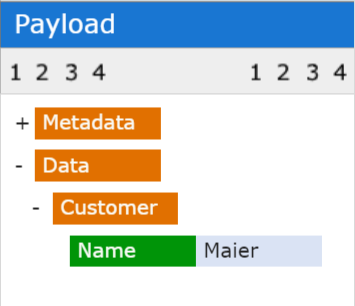 Payload
1 2 3 4 1 2 3 4
+ Metadata
- Data
- Customer
Name Maier